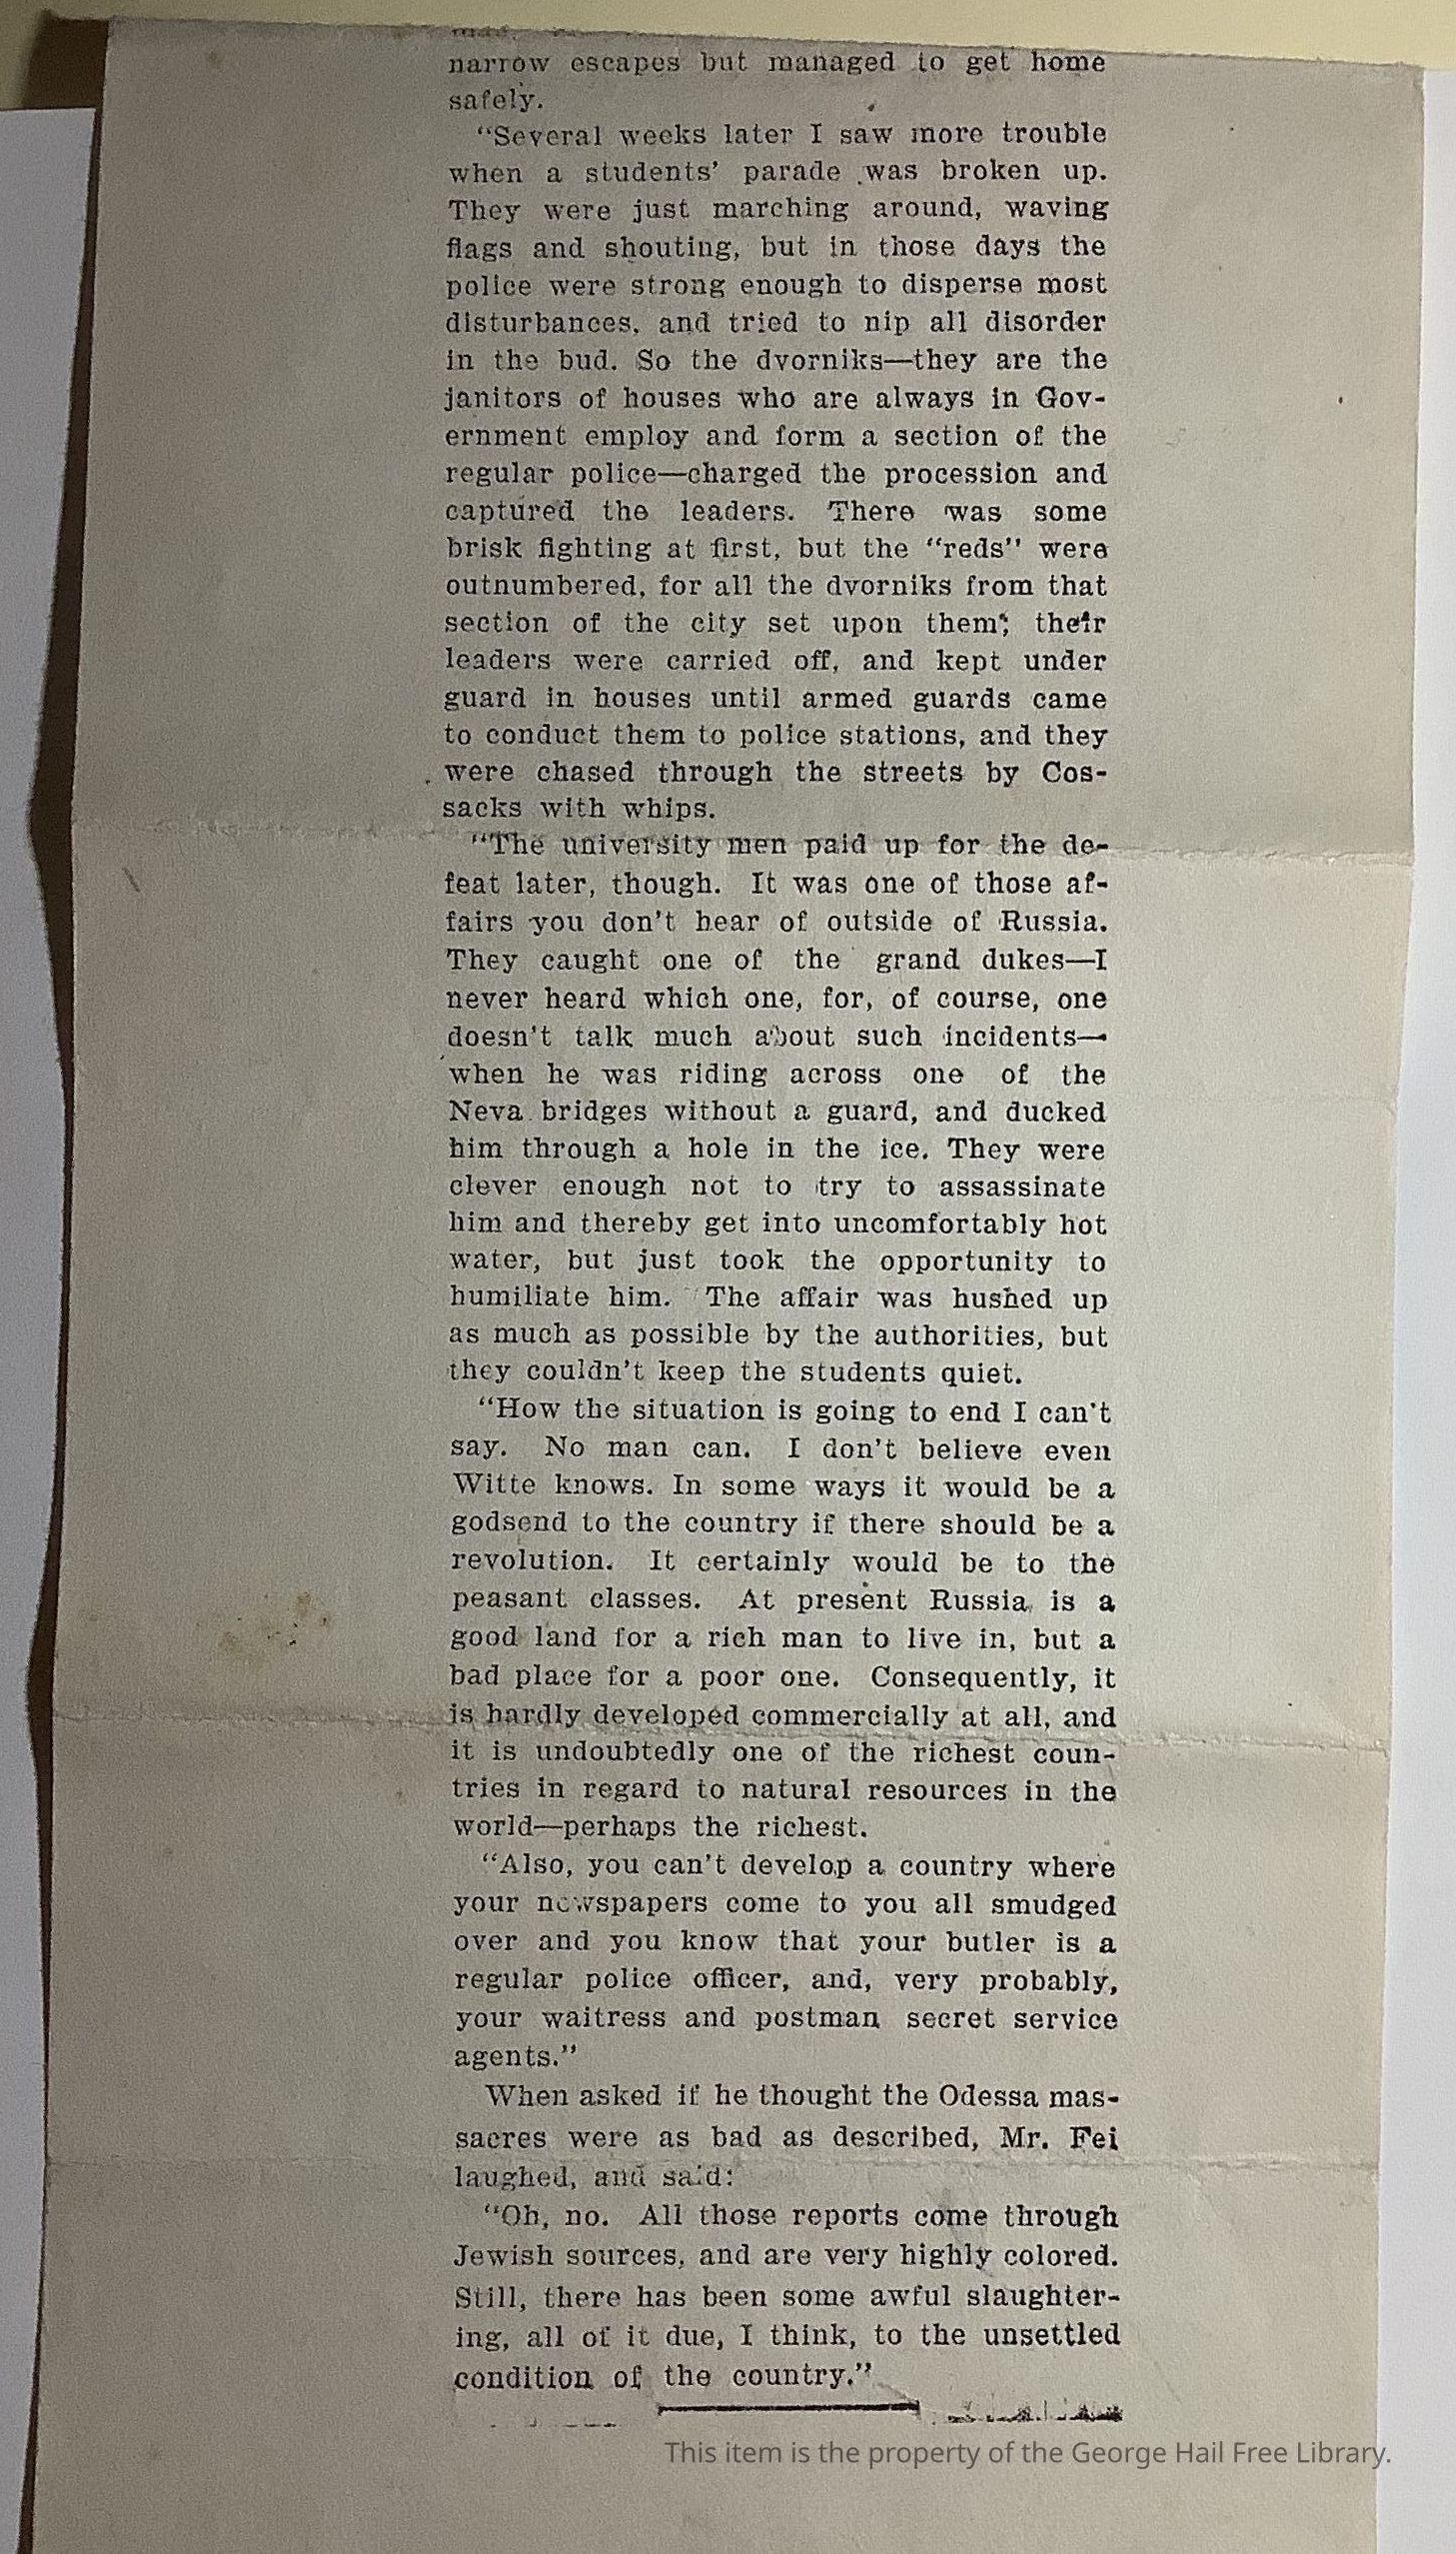 narrow escapes but managed to get home
safely.
“Several weeks later I saw more trouble
when a students’ parade was broken up.
They were just marching around, waving
flags and shouting, but in those days the
police were strong enough to disperse most
disturbances, and tried to nip all disorder
in the bud. So the dvorniks—they are the
janitors of houses who are always in Gov-
ernment employ and form a section of the
regular police—charged the procession and
captured the leaders. There was some
brisk fighting at first, but the “reds” were
outnumbered, for all the dvorniks from that
section of the city set upon them; their
leaders were carried off, and kept under
guard in houses until armed guards came
to conduct them to police stations, and they
were chased through the streets by Cos-
sacks with whips.
“The university men paid up for the de-
feat later, though. It was one of those af-
fairs you don’t hear of outside of Russia.
They caught one of the grand dukes—I
never heard which one, for, of course, one
doesn’t talk much about such incidents—
when he was riding across one of the
Neva bridges without a guard, and ducked
him through a hole in the ice. They were
clever enough not to try to assassinate
him and thereby get into uncomfortably hot
water, but just took the opportunity to
humiliate him. The affair was hushed up
as much as possible by the authorities, but
they couldn’t keep the students quiet.
“How the situation is going to end I can’t
say. No man can. I don’t believe even
Witte knows. In some ways it would be a
godsend to the country if there should be a
revolution. It certainly would be to the
peasant classes. At present Russia is a
good land for a rich man to live in, but a
bad place for a poor one. Consequently, it
is hardly developed commercially at all, and
it is undoubtedly one of the richest coun-
tries in regard to natural resources in the
world—perhaps the richest.
“Also, you can’t develop a country where
your newspapers come to you all smudged
over and you know that your butler is a
regular police officer, and, very probably,
your waitress and postman secret service
agents.”
When asked if he thought the Odessa mas-
sacres were as bad as described, Mr. Fei
laughed, and said:
“Oh, no. All those reports come through
Jewish sources, and are very highly colored.
Still, there has been some awful slaughter-
ing, all of it due, I think, to the unsettled
condition of the country.”
This item is the property of the George Hail Free Library.